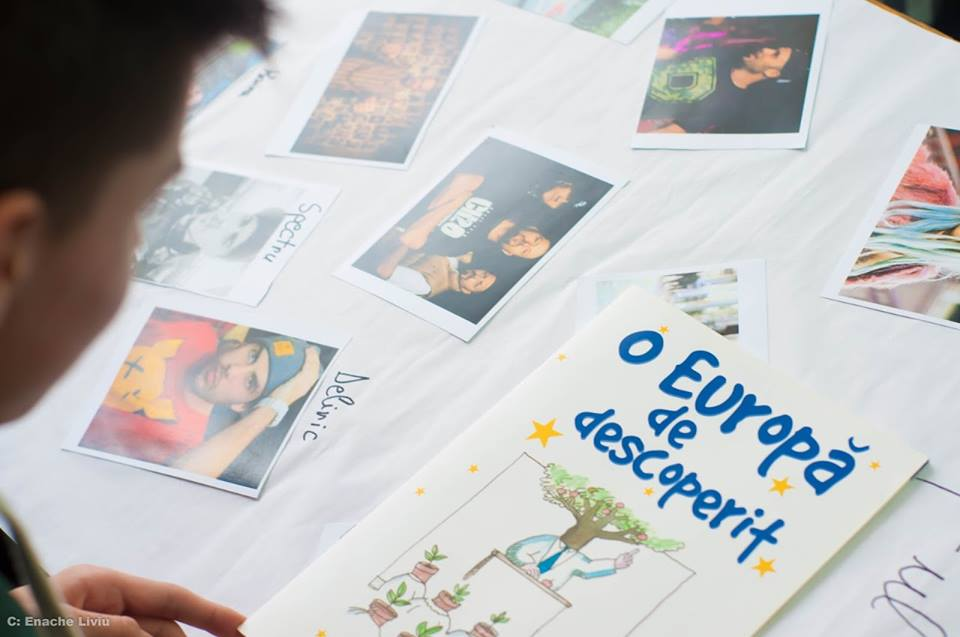 Spectru
Delinic
O Europă
de
descoperit
C: Enache Liviu